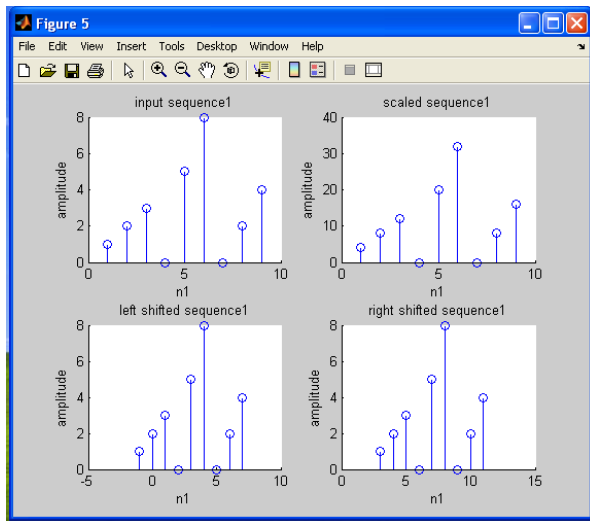 Figure 5
File Edit View Insert Tools Desktop Window Help
input sequence1
amplitude
8
6
4
2
0
0 5 10
n1
scaled sequence1
amplitude
40
30
20
10
0
0 5 10
n1
left shifted sequence1
amplitude
8
6
4
2
0
-5 0 5 10
n1
right shifted sequence1
amplitude
8
6
4
2
0
0 5 10 15
n1